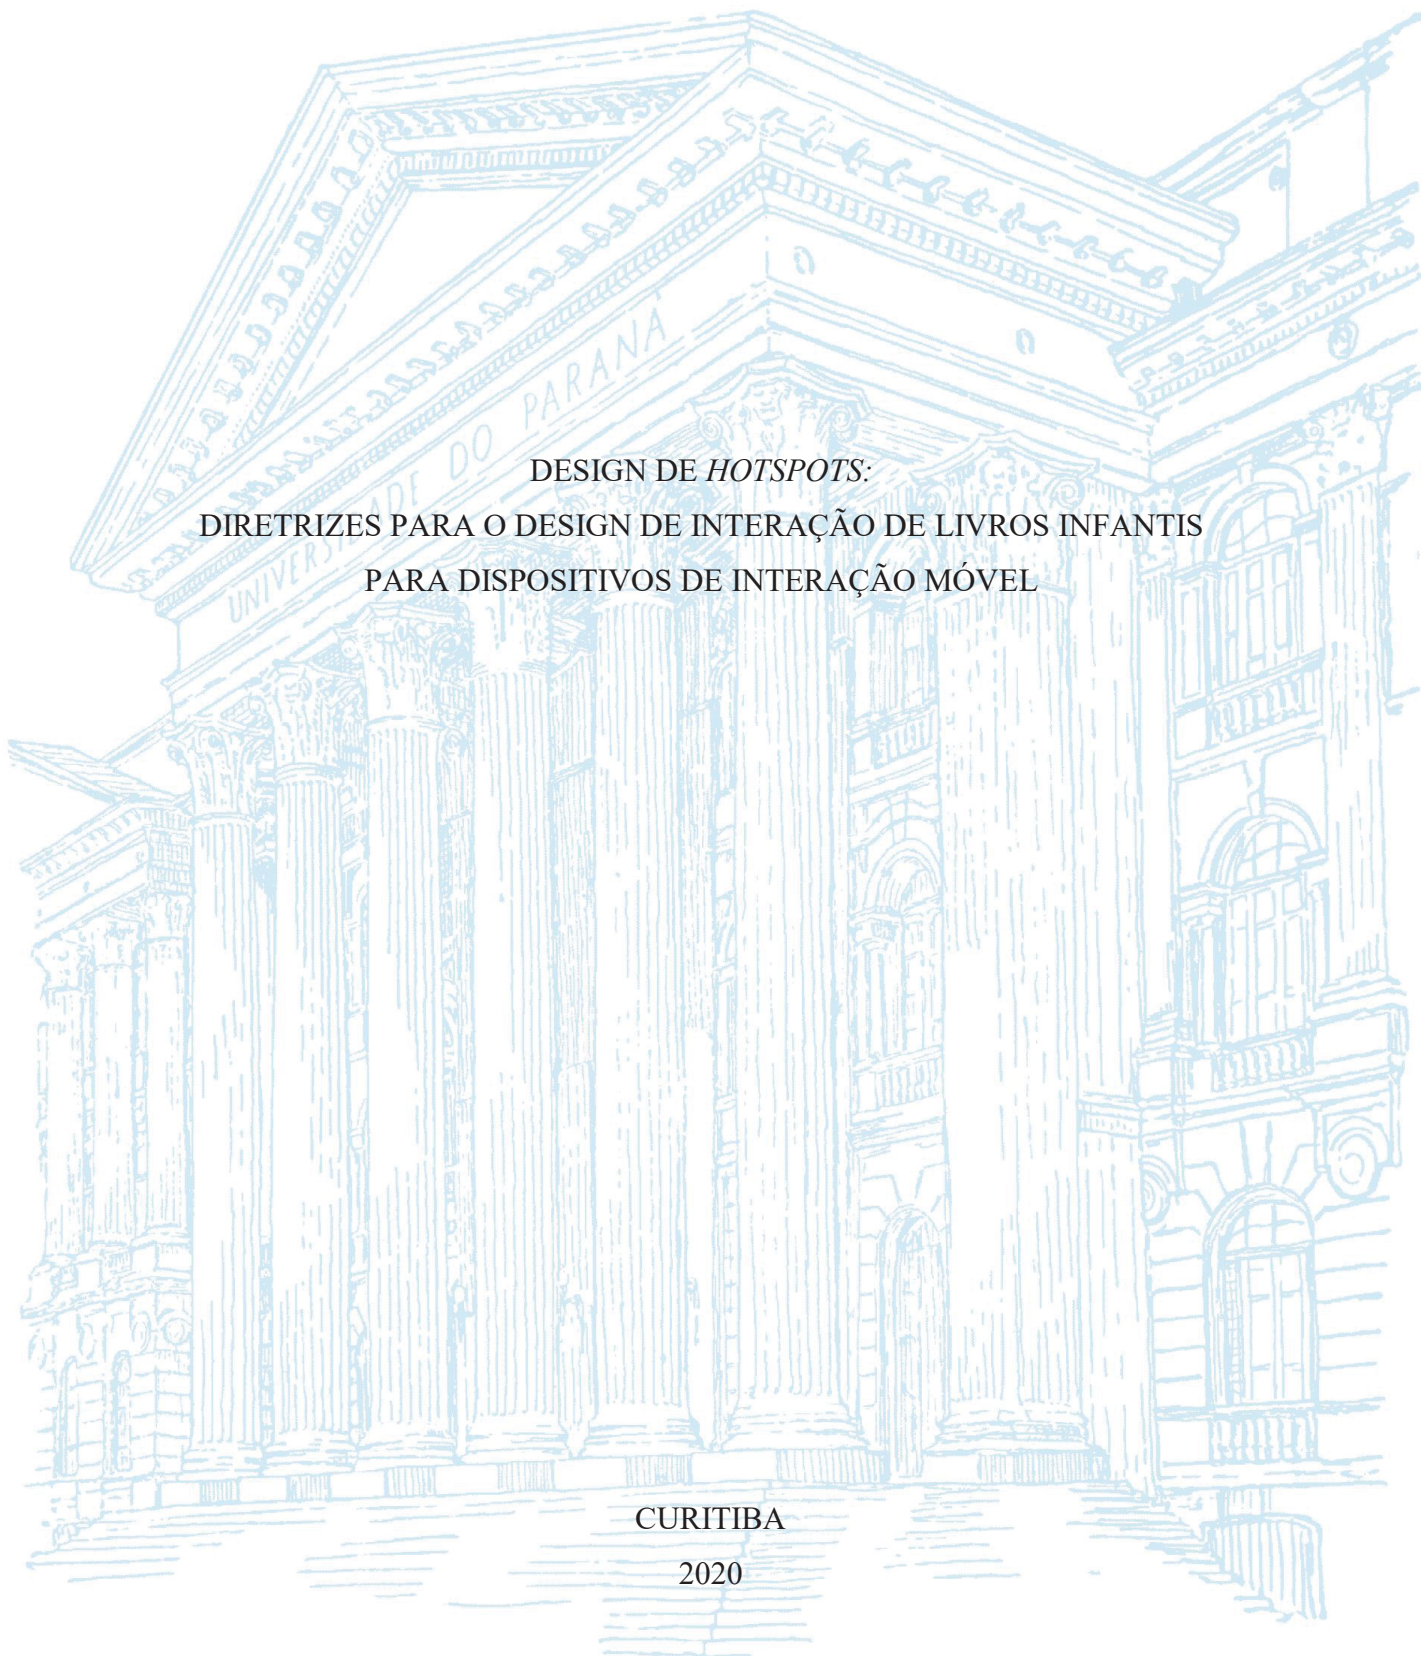 UNIVERSIDADE DO PARANÁ
DESIGN DE HOTSPOTS:
DIRETRIZES PARA O DESIGN DE INTERAÇÃO DE LIVROS INFANTIS
PARA DISPOSITIVOS DE INTERAÇÃO MÓVEL
CURITIBA
2020